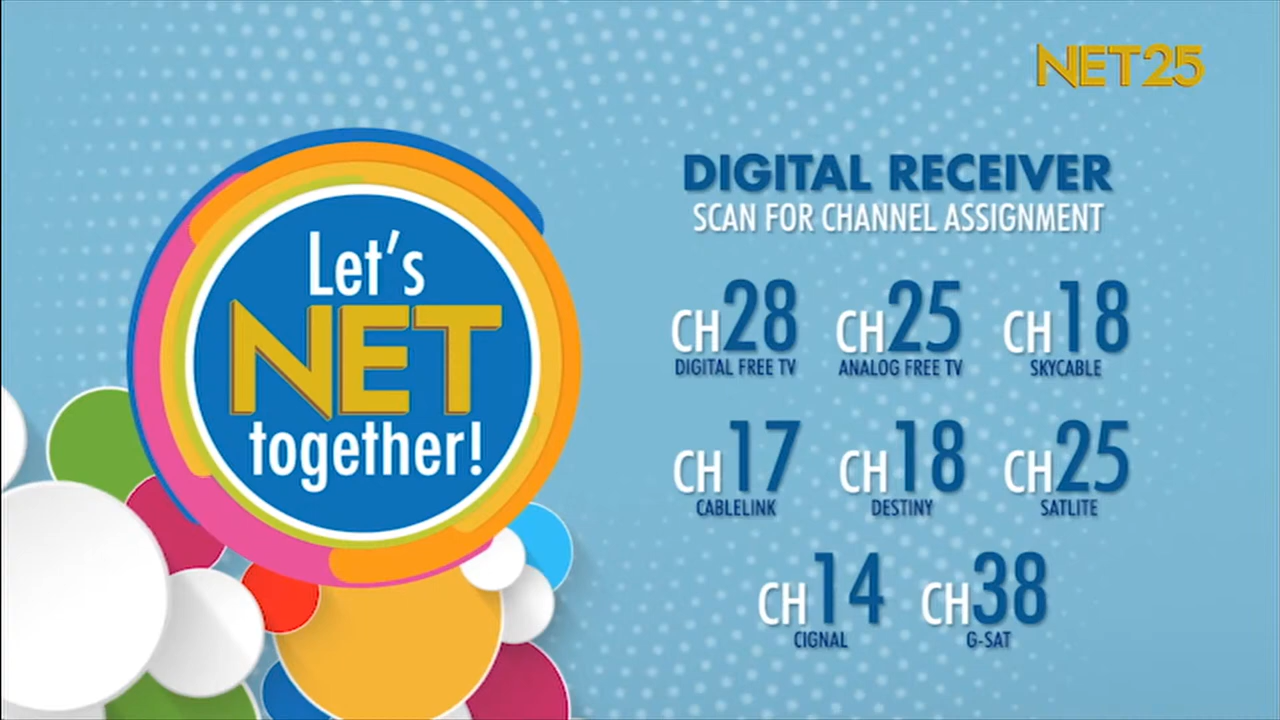 NET25
Let's
NET
together!
DIGITAL RECEIVER
SCAN FOR CHANNEL ASSIGNMENT
CH28 CH25 CH18
DIGITAL FREE TV ANALOG FREE TV SKYCABLE
CH17 CH18 CH25
CABLELINK DESTINY SATLITE
CH14 CH38
CIGNAL G-SAT